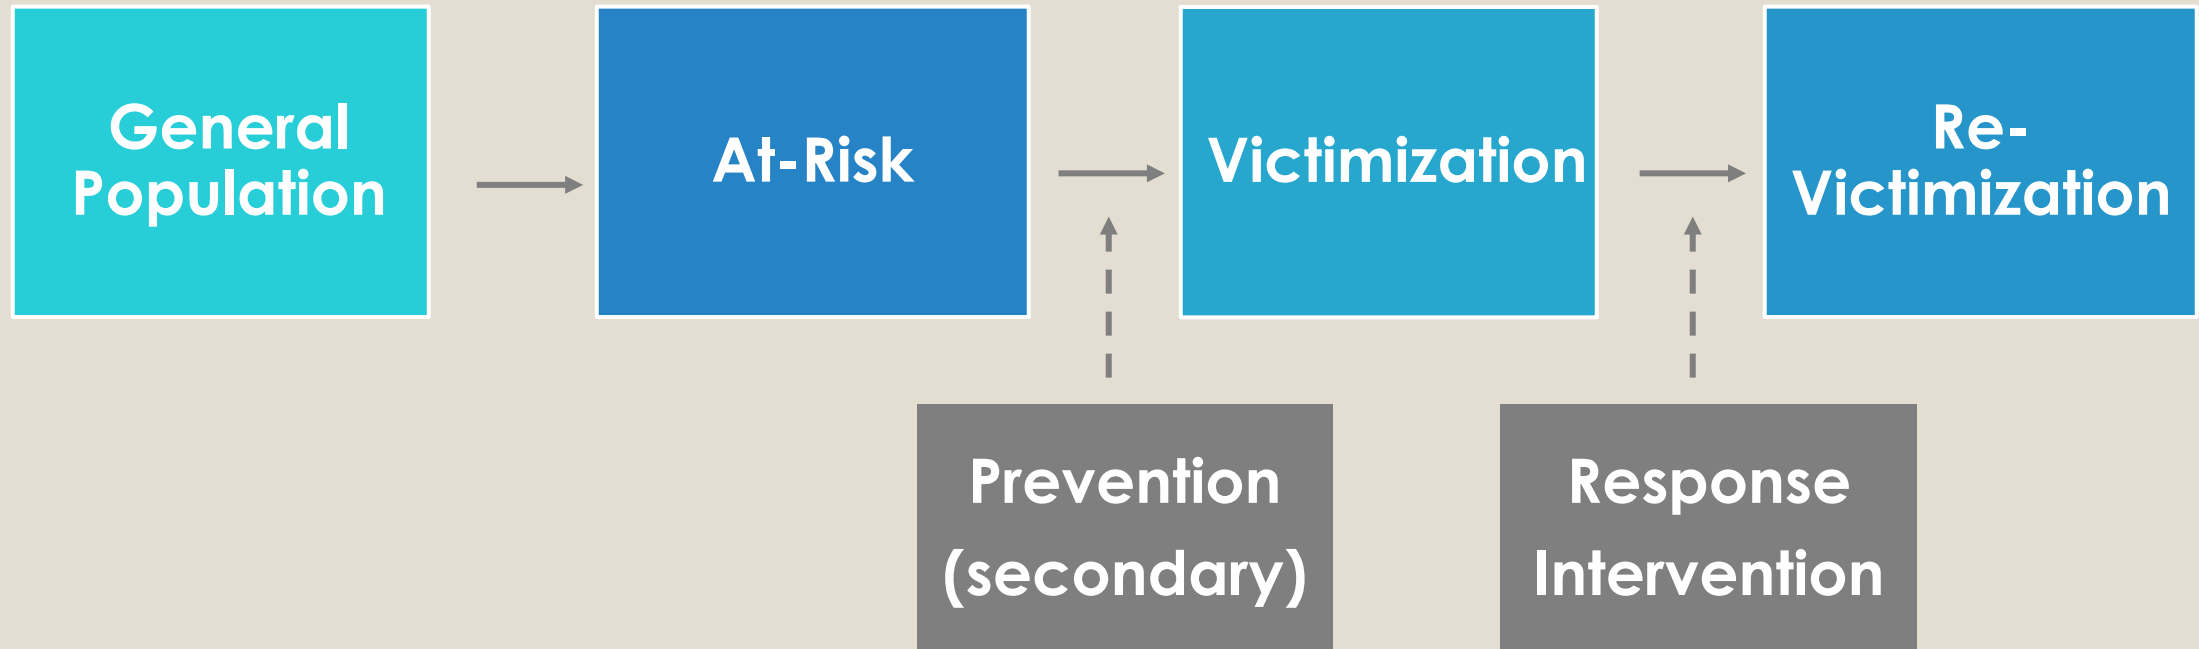 General
Population
At-Risk
Victimization
Re-
Victimization
Prevention
(secondary)
Response
Intervention